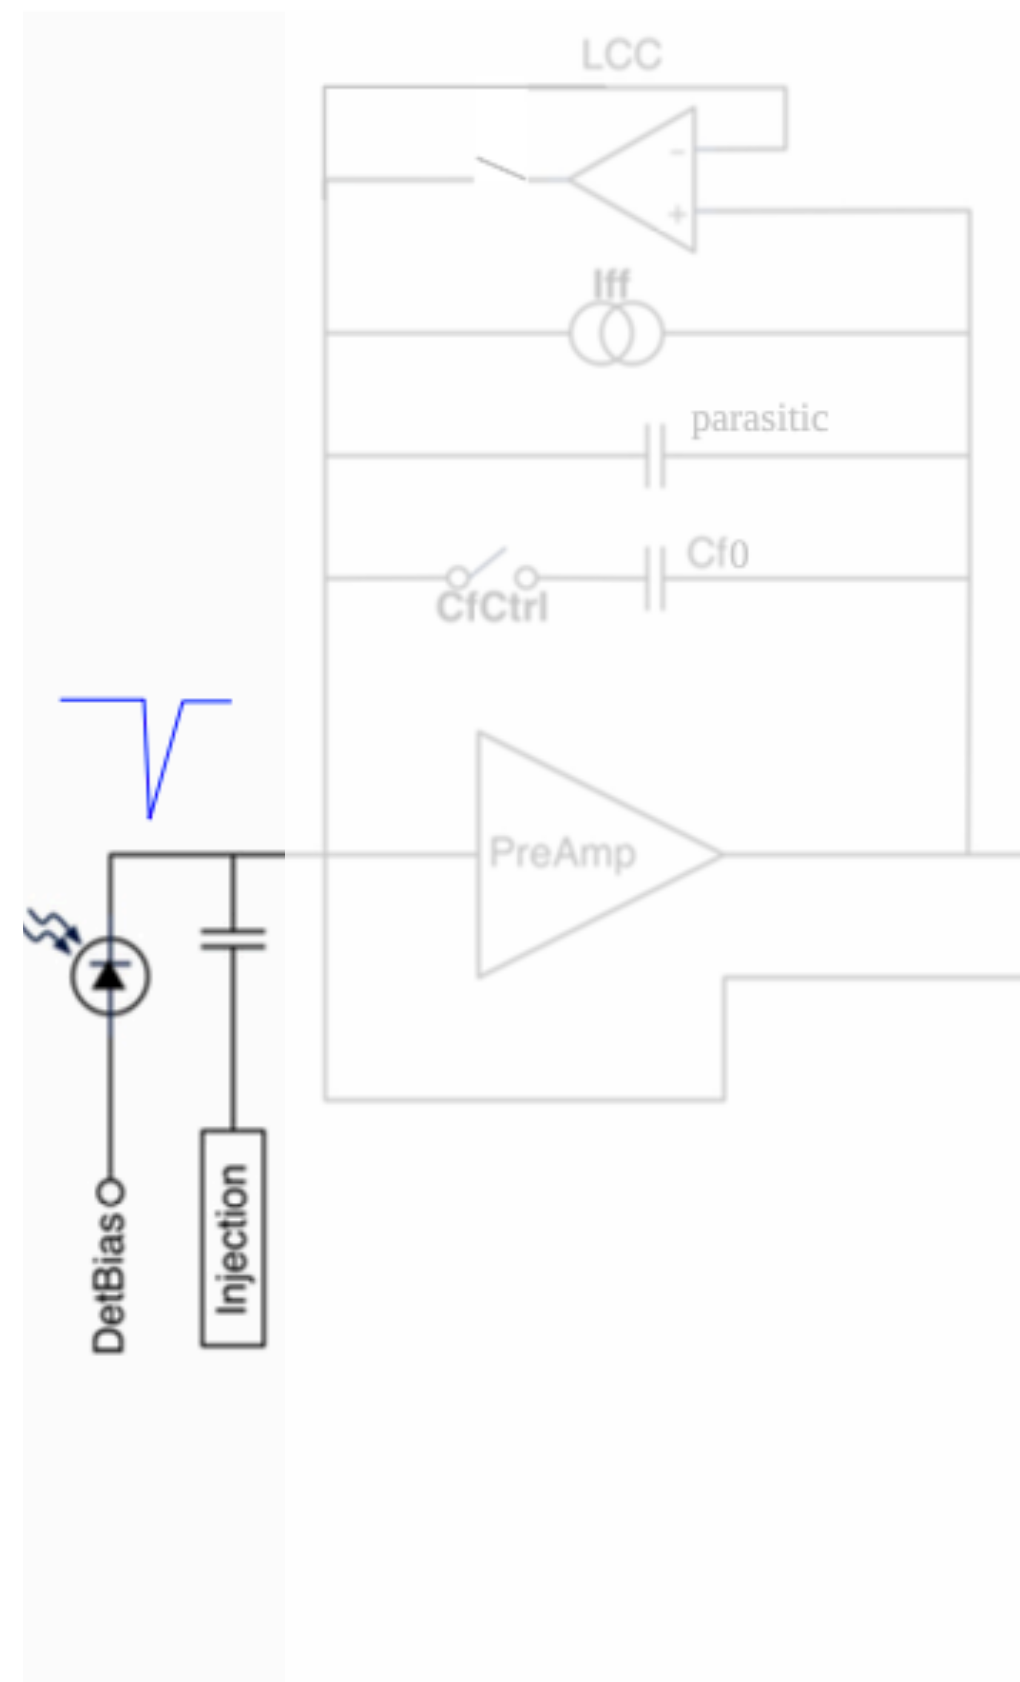 LCC
−
+
Iff
parasitic
Cf0
CfCtrl
PreAmp
DetBias
Injection